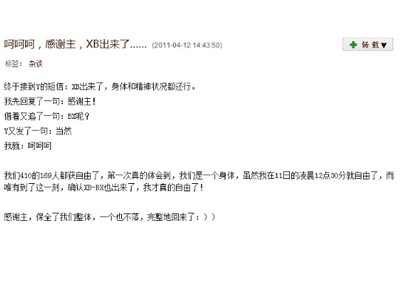 呵呵呵，感谢主，XB出来了...... (2011-04-12 14:43:50)
转载
标签： 杂谈
终于接到Y的短信：XB出来了，身体和精神状况都还行。
我先回复了一句：感谢主！
借着又追了一句：BX呢？
Y又发了一句：当然
我就：呵呵呵
我们410的169人都获自由了，第一次真的体会到，我们是一个身体，虽然我在11日的凌晨12点30分就自由了，而
唯有到了这一刻，确认XB-BX也出来了，我才真的自由了！
感谢主，保全了我们整体，一个也不落，完整地回来了：））